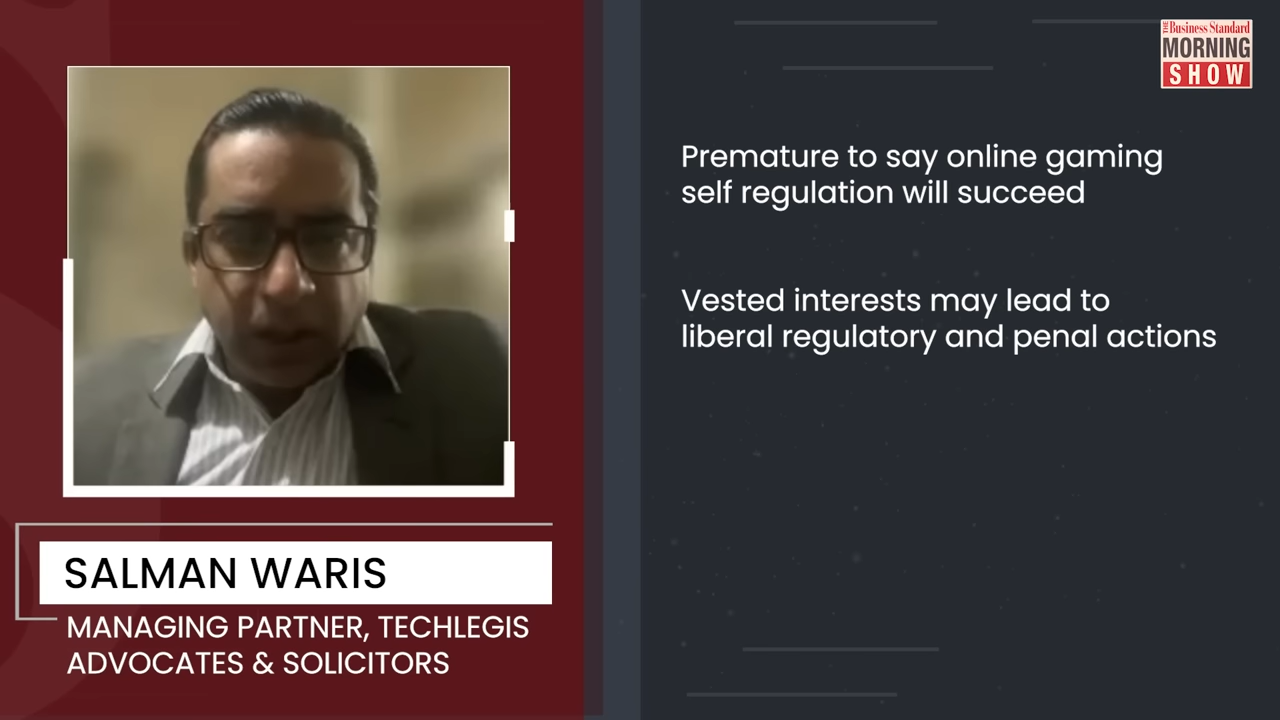 THE Business Standard
MORNING
SHOW
Premature to say online gaming
self regulation will succeed
Vested interests may lead to
liberal regulatory and penal actions
SALMAN WARIS
MANAGING PARTNER, TECHLEGIS
ADVOCATES & SOLICITORS